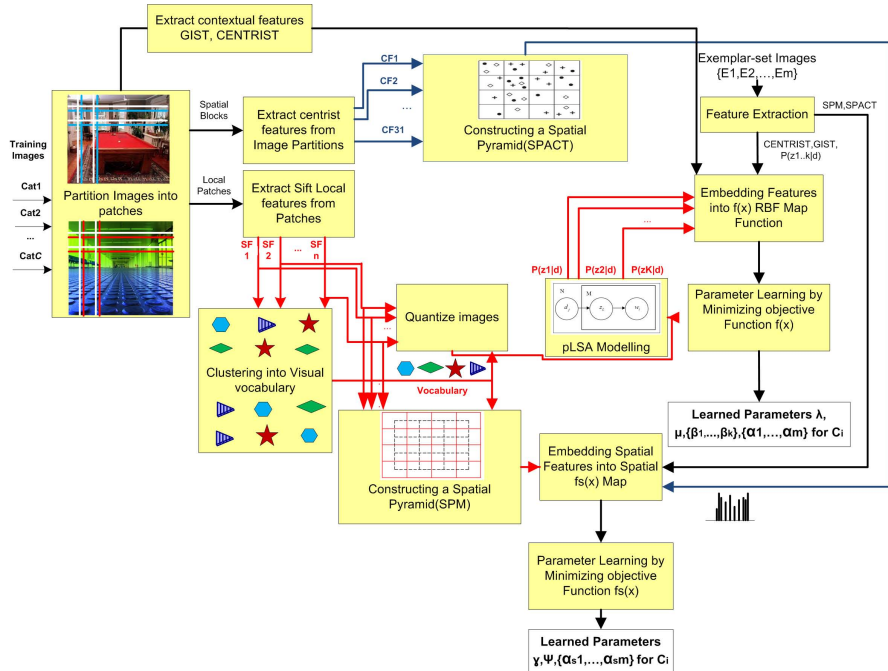 Extract contextual features
GIST, CENTRIST
Training
Images
Cat1
Cat2
...
CatC
Partition Images into
patches
Spatial
Blocks
Local
Patches
Extract centrist
features from
Image Partitions
CF1
CF2
...
CF31
Constructing a Spatial
Pyramid(SPACT)
Exemplar-set Images
{E1,E2,...,Em}
Feature Extraction
SPM,SPACT
CENTRIST,GIST,
P(z1..k|d)
Extract Sift Local
features from
Patches
SF
1
SF
2
...
SF
n
Embedding Features
into f(x) RBF Map
Function
...
P(z1|d)
P(z2|d)
P(zK|d)
N
M
pLSA Modelling
Quantize images
...
Parameter Learning by
Minimizing objective
Function f(x)
Clustering into Visual
vocabulary
Vocabulary
Learned Parameters λ,
μ,{β1,...,βk},{α1,...,αm} for Ci
Constructing a Spatial
Pyramid(SPM)
Embedding Spatial
Features into Spatial
fs(x) Map
Parameter Learning by
Minimizing objective
Function fs(x)
Learned Parameters
ɣ,Ψ,{αs1,...,αsm} for Ci